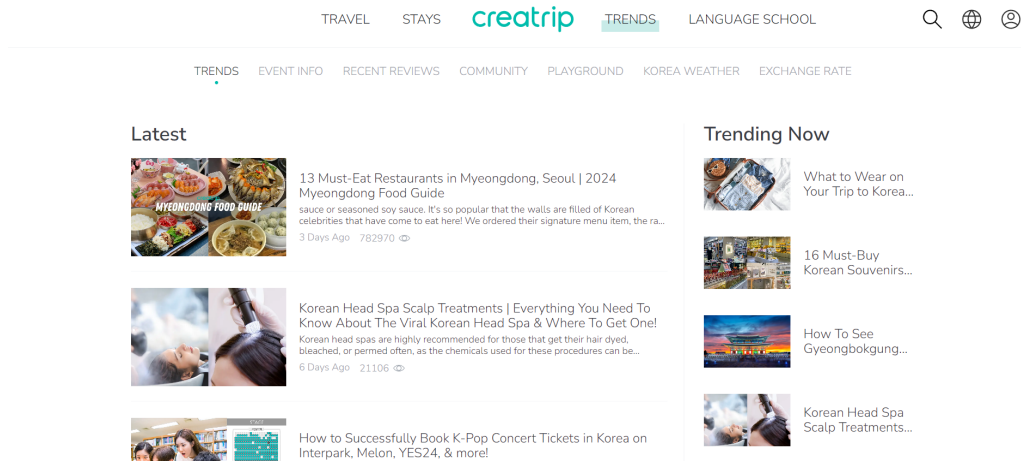 TRAVEL STAYS creatrip TRENDS LANGUAGE SCHOOL
TRENDS EVENT INFO RECENT REVIEWS COMMUNITY PLAYGROUND KOREA WEATHER EXCHANGE RATE
Latest
MYEONGDONG FOOD GUIDE
13 Must-Eat Restaurants in Myeongdong, Seoul | 2024
Myeongdong Food Guide
sauce or seasoned soy sauce. It's so popular that the walls are filled of Korean
celebrities that have come to eat here! We ordered their signature menu item, the ra...
3 Days Ago 782970
Korean Head Spa Scalp Treatments | Everything You Need To
Know About The Viral Korean Head Spa & Where To Get One!
Korean head spas are highly recommended for those that get their hair dyed,
bleached, or permed often, as the chemicals used for these procedures can be...
6 Days Ago 21106
How to Successfully Book K-Pop Concert Tickets in Korea on
Interpark, Melon, YES24, & more!
Trending Now
What to Wear on
Your Trip to Korea...
16 Must-Buy
Korean Souvenirs...
How To See
Gyeongbokgung...
Korean Head Spa
Scalp Treatments...